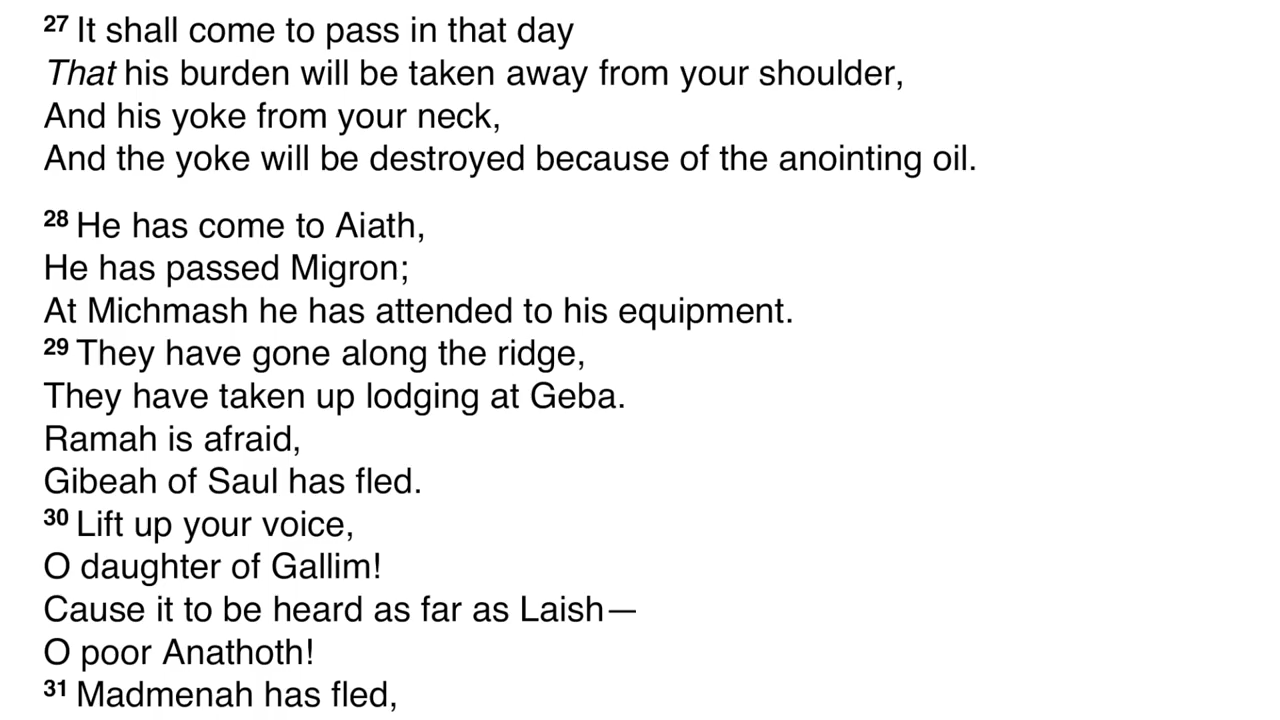 27 It shall come to pass in that day
That his burden will be taken away from your shoulder,
And his yoke from your neck,
And the yoke will be destroyed because of the anointing oil.
28 He has come to Aiath,
He has passed Migron;
At Michmash he has attended to his equipment.
29 They have gone along the ridge,
They have taken up lodging at Geba.
Ramah is afraid,
Gibeah of Saul has fled.
30 Lift up your voice,
O daughter of Gallim!
Cause it to be heard as far as Laish—
O poor Anathoth!
31 Madmenah has fled,